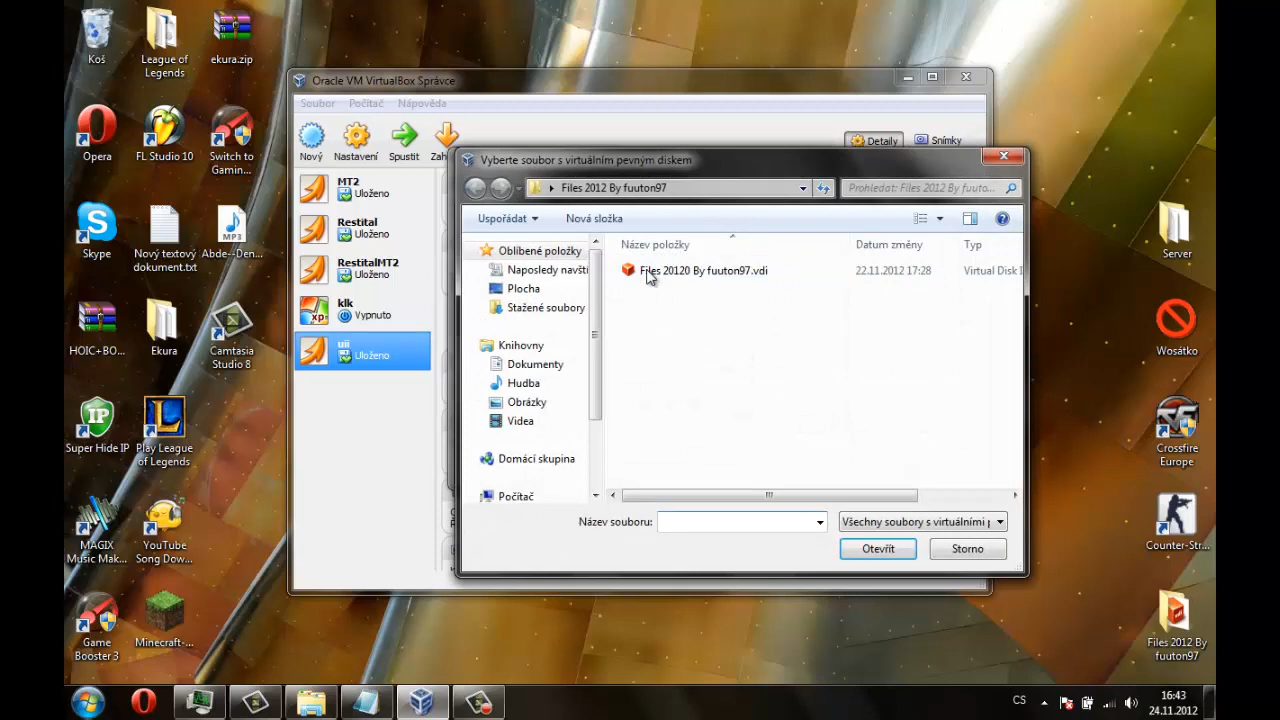 Koš
League of
Legends
ekura.zip
Opera
FL Studio 10
Switch to
Gamin...
Skype
Nový textový
dokument.txt
MP3
Abde--Den...
HOIC+BO...
Ekura
Camtasia
Studio 8
IP
Super Hide IP
Play League
of Legends
MAGIX
Music Mak...
YouTube
Song Dow...
Game
Booster 3
Minecraft-...
Oracle VM VirtualBox Správce
Soubor
Počítač
Nápověda
Nový
Nastavení
Spustit
Detaily
Snímky
MT2
Uloženo
Restital
Uloženo
RestitalMT2
Uloženo
xp
klk
Vypnuto
uii
Uloženo
Vyberte soubor s virtuálním pevným diskem
Files 2012 By fuuton97
Prohledat: Files 2012 By fuuto...
Uspořádat
Nová složka
Oblíbené položky
Naposledy navští
Plocha
Stažené soubory
Knihovny
Dokumenty
Hudba
Obrázky
Videa
Domácí skupina
Počítač
Název položky
Datum změny
Typ
Files 20120 By fuuton97.vdi
22.11.2012 17:28
Virtual Disk I
Název souboru:
Všechny soubory s virtuálními p
Otevřít
Storno
Server
Wosátko
Crossfire
Europe
Counter-Str...
Files 2012 By
fuuton97
CS
16:43
24.11.2012